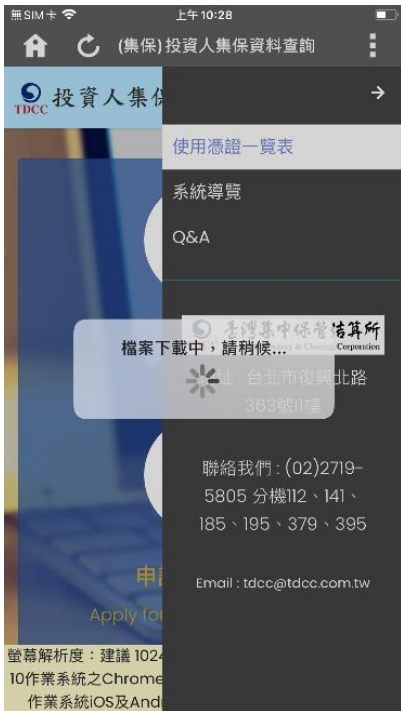 無SIM卡
上午10:28
(集保)投資人集保資料查詢
TDCC 投資人集保
使用憑證一覽表
系統導覽
Q&A
臺灣集中保管結算所
檔案下載中，請稍候...
地址：台北市復興北路
363號11樓
聯絡我們 : (02)2719-
5805 分機112、141、
185、195、379、395
申請
Apply for
Email : tdcc@tdcc.com.tw
螢幕解析度：建議 1024
10作業系統之Chrome
作業系統iOS及And